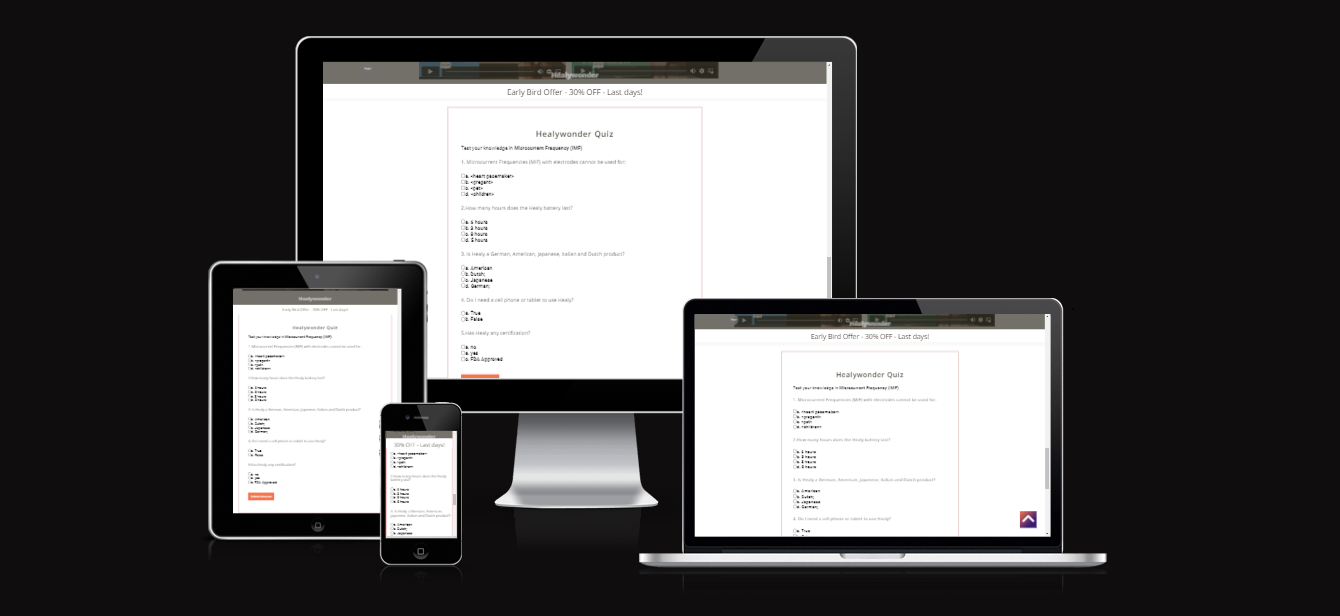 Healywonder
Early Bird Offer - 30% OFF - Last days!
Healywonder Quiz
Test your knowledge in Microcurrent Frequency (IMF)
1. Microcurrent Frequencies (MIF) with electrodes cannot be used for:
a. <heart pacemaker>
b. <pregant>
c. <pet>
d. <children>
2.How many hours does the Healy battery last?
a. 6 hours
b. 3 hours
c. 8 hours
d. 5 hours
3. Is Healy a German, American, Japanese, Italian and Dutch product?
a. American
b. Dutch;
c. Japanese
d. German;
4. Do I need a cell phone or tablet to use Healy?
a. True
b. False
5.Has Healy any certification?
a. no
a. yes
c. FDA Approved
Healywonder
Early Bird Offer - 30% OFF - Last days!
Healywonder Quiz
Test your knowledge in Microcurrent Frequency (IMF)
1. Microcurrent Frequencies (MIF) with electrodes cannot be used for:
a. <heart pacemaker>
b. <pregant>
c. <pet>
d. <children>
2.How many hours does the Healy battery last?
a. 6 hours
b. 3 hours
c. 8 hours
d. 5 hours
3. Is Healy a German, American, Japanese, Italian and Dutch product?
a. American
b. Dutch;
c. Japanese
d. German;
4. Do I need a cell phone or tablet to use Healy?
a. True
b. False
5.Has Healy any certification?
a. no
a. yes
c. FDA Approved
Healywonder
30% OFF - Last days!
a. <heart pacemaker>
b. <pregant>
c. <pet>
d. <children>
2.How many hours does the Healy
battery last?
a. 6 hours
b. 3 hours
c. 8 hours
d. 5 hours
3. Is Healy a German, American,
Japanese, Italian and Dutch product?
a. American
b. Dutch;
c. Japanese
Healywonder
Early Bird Offer - 30% OFF - Last days!
Healywonder Quiz
Test your knowledge in Microcurrent Frequency (IMF)
1. Microcurrent Frequencies (MIF) with electrodes cannot be used for:
a. <heart pacemaker>
b. <pregant>
c. <pet>
d. <children>
2.How many hours does the Healy battery last?
a. 6 hours
b. 3 hours
c. 8 hours
d. 5 hours
3. Is Healy a German, American, Japanese, Italian and Dutch product?
a. American
b. Dutch;
c. Japanese
d. German;
4. Do I need a cell phone or tablet to use Healy?
a. True